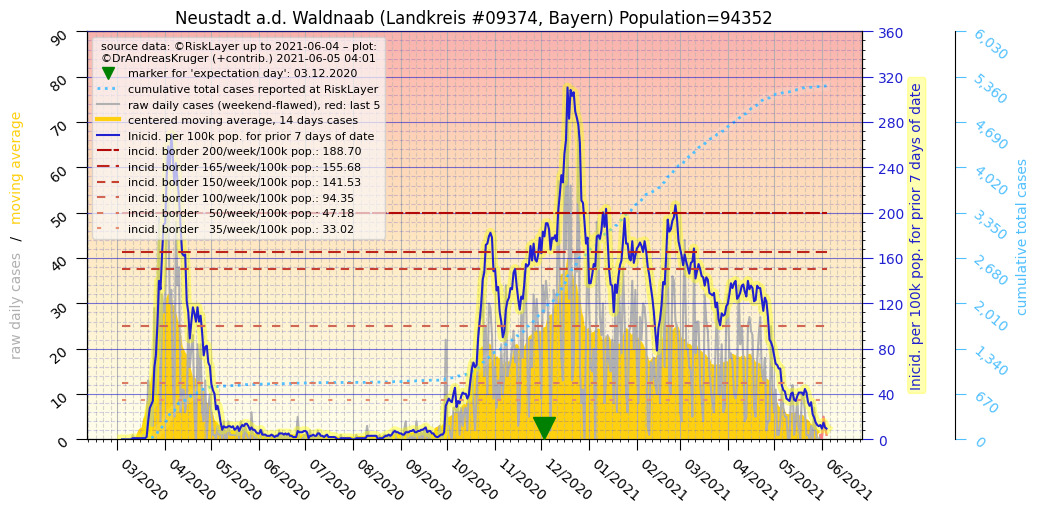 Neustadt a.d. Waldnaab (Landkreis #09374, Bayern) Population=94352
source data: ©RiskLayer up to 2021-06-04 – plot:
©DrAndreasKruger (+contrib.) 2021-06-05 04:01
marker for 'expectation day': 03.12.2020
cumulative total cases reported at RiskLayer
raw daily cases (weekend-flawed), red: last 5
centered moving average, 14 days cases
Inicid. per 100k pop. for prior 7 days of date
incid. border 200/week/100k pop.: 188.70
incid. border 165/week/100k pop.: 155.68
incid. border 150/week/100k pop.: 141.53
incid. border 100/week/100k pop.: 94.35
incid. border   50/week/100k pop.: 47.18
incid. border   35/week/100k pop.: 33.02
raw daily cases / moving average
90
80
70
60
50
40
30
20
10
0
03/2020
04/2020
05/2020
06/2020
07/2020
08/2020
09/2020
10/2020
11/2020
12/2020
01/2021
02/2021
03/2021
04/2021
05/2021
06/2021
360
320
280
240
200
160
120
80
40
0
Inicid. per 100k pop. for prior 7 days of date
6,030
5,360
4,690
4,020
3,350
2,680
2,010
1,340
670
0
cumulative total cases